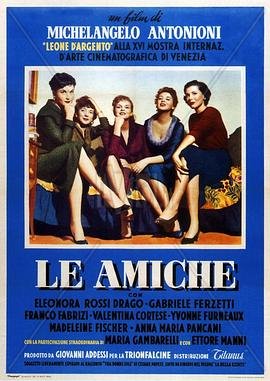 un film di
MICHELANGELO ANTONIONI
"LEONE D'ARGENTO" ALLA XVI MOSTRA INTERNAZ.
D'ARTE CINEMATOGRAFICA DI VENEZIA
LE AMICHE
CON
ELEONORA ROSSI DRAGO · GABRIELE FERZETTI
FRANCO FABRIZI · VALENTINA CORTESE · YVONNE FURNEAUX
MADELEINE FISCHER · ANNA MARIA PANCANI
CON LA PARTECIPAZIONE STRAORDINARIA DI MARIA GAMBARELLI E CON ETTORE MANNI
PRODOTTO DA GIOVANNI ADDESSI PER LA TRIONFALCINE DISTRIBUZIONE Titanus